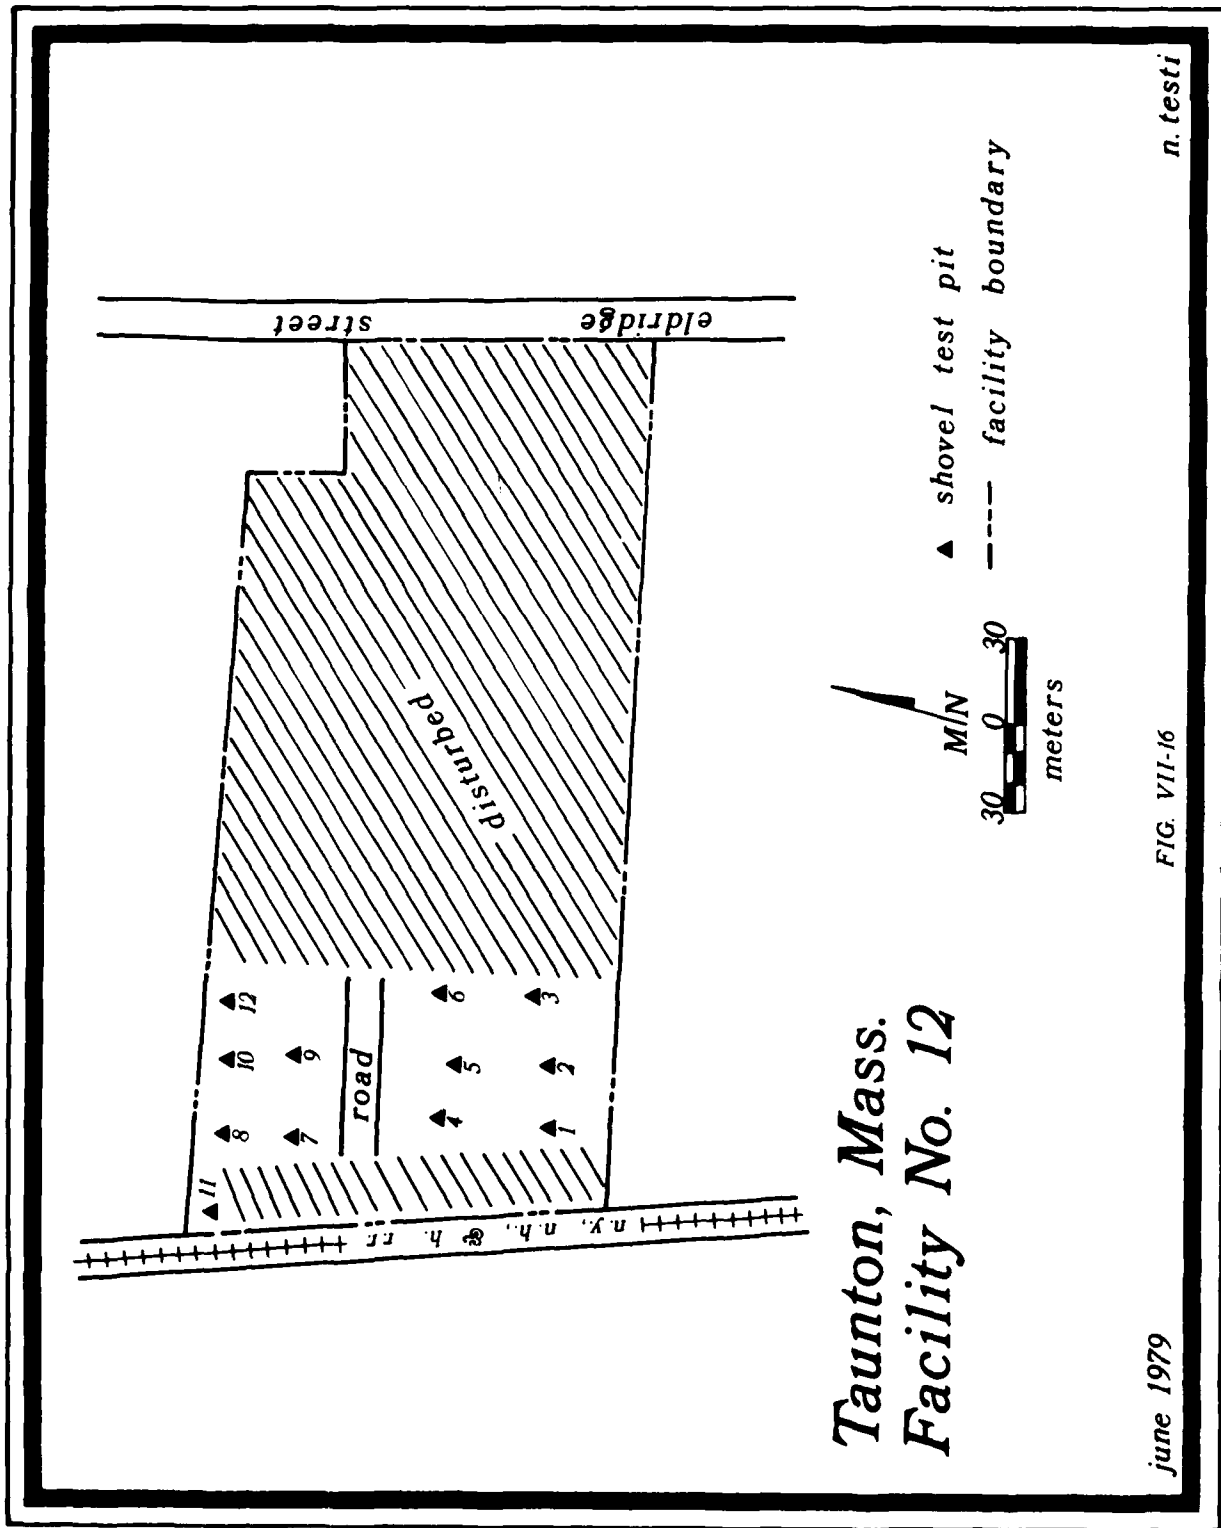 eldridge street
disturbed
12
10
8
11
9
7
road
6
5
4
3
2
1
n.y., n.h., & h. r.r.
Taunton, Mass.
Facility No. 12
M/N
30 0 30
meters
▲ shovel test pit
facility boundary
june 1979
FIG. VII-16
n. testi